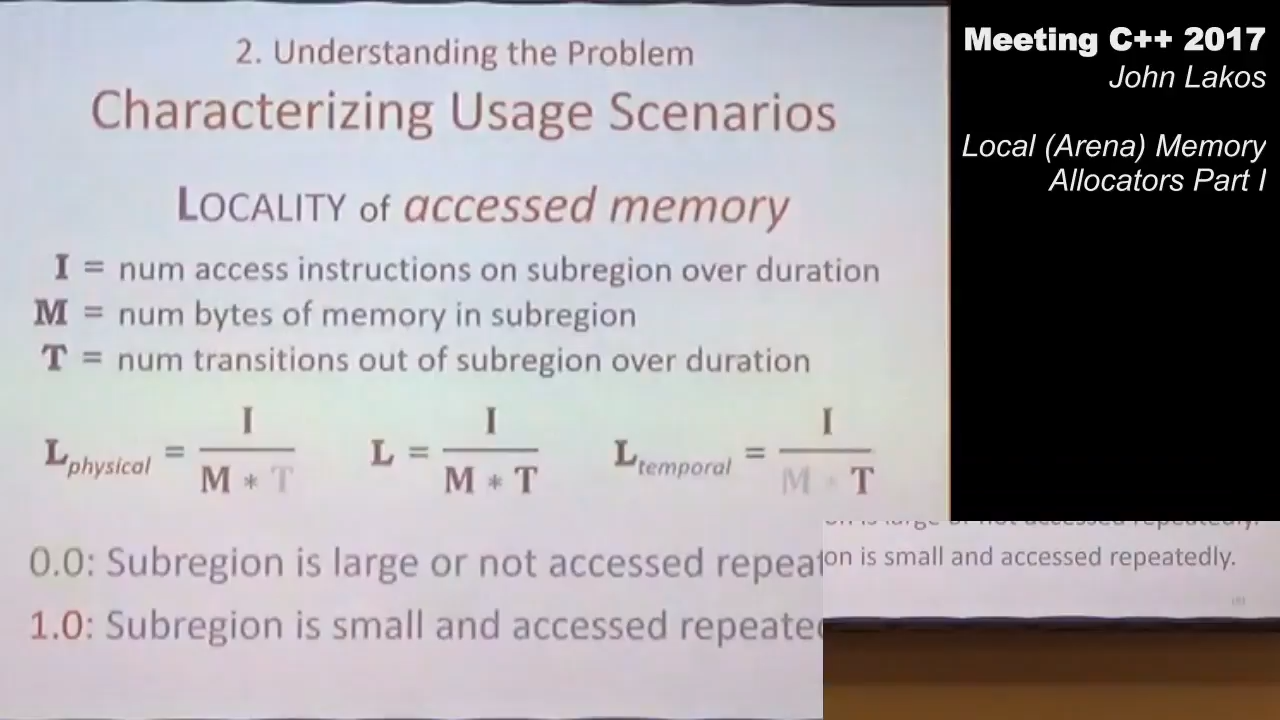 2. Understanding the Problem
Characterizing Usage Scenarios
LOCALITY of accessed memory
I = num access instructions on subregion over duration
M = num bytes of memory in subregion
T = num transitions out of subregion over duration
Lphysical = I / M * T
L = I / M * T
Ltemporal = I / M * T
0.0: Subregion is large or not accessed repeat
1.0: Subregion is small and accessed repeated
Meeting C++ 2017
John Lakos
Local (Arena) Memory
Allocators Part I
on is small and accessed repeatedly.